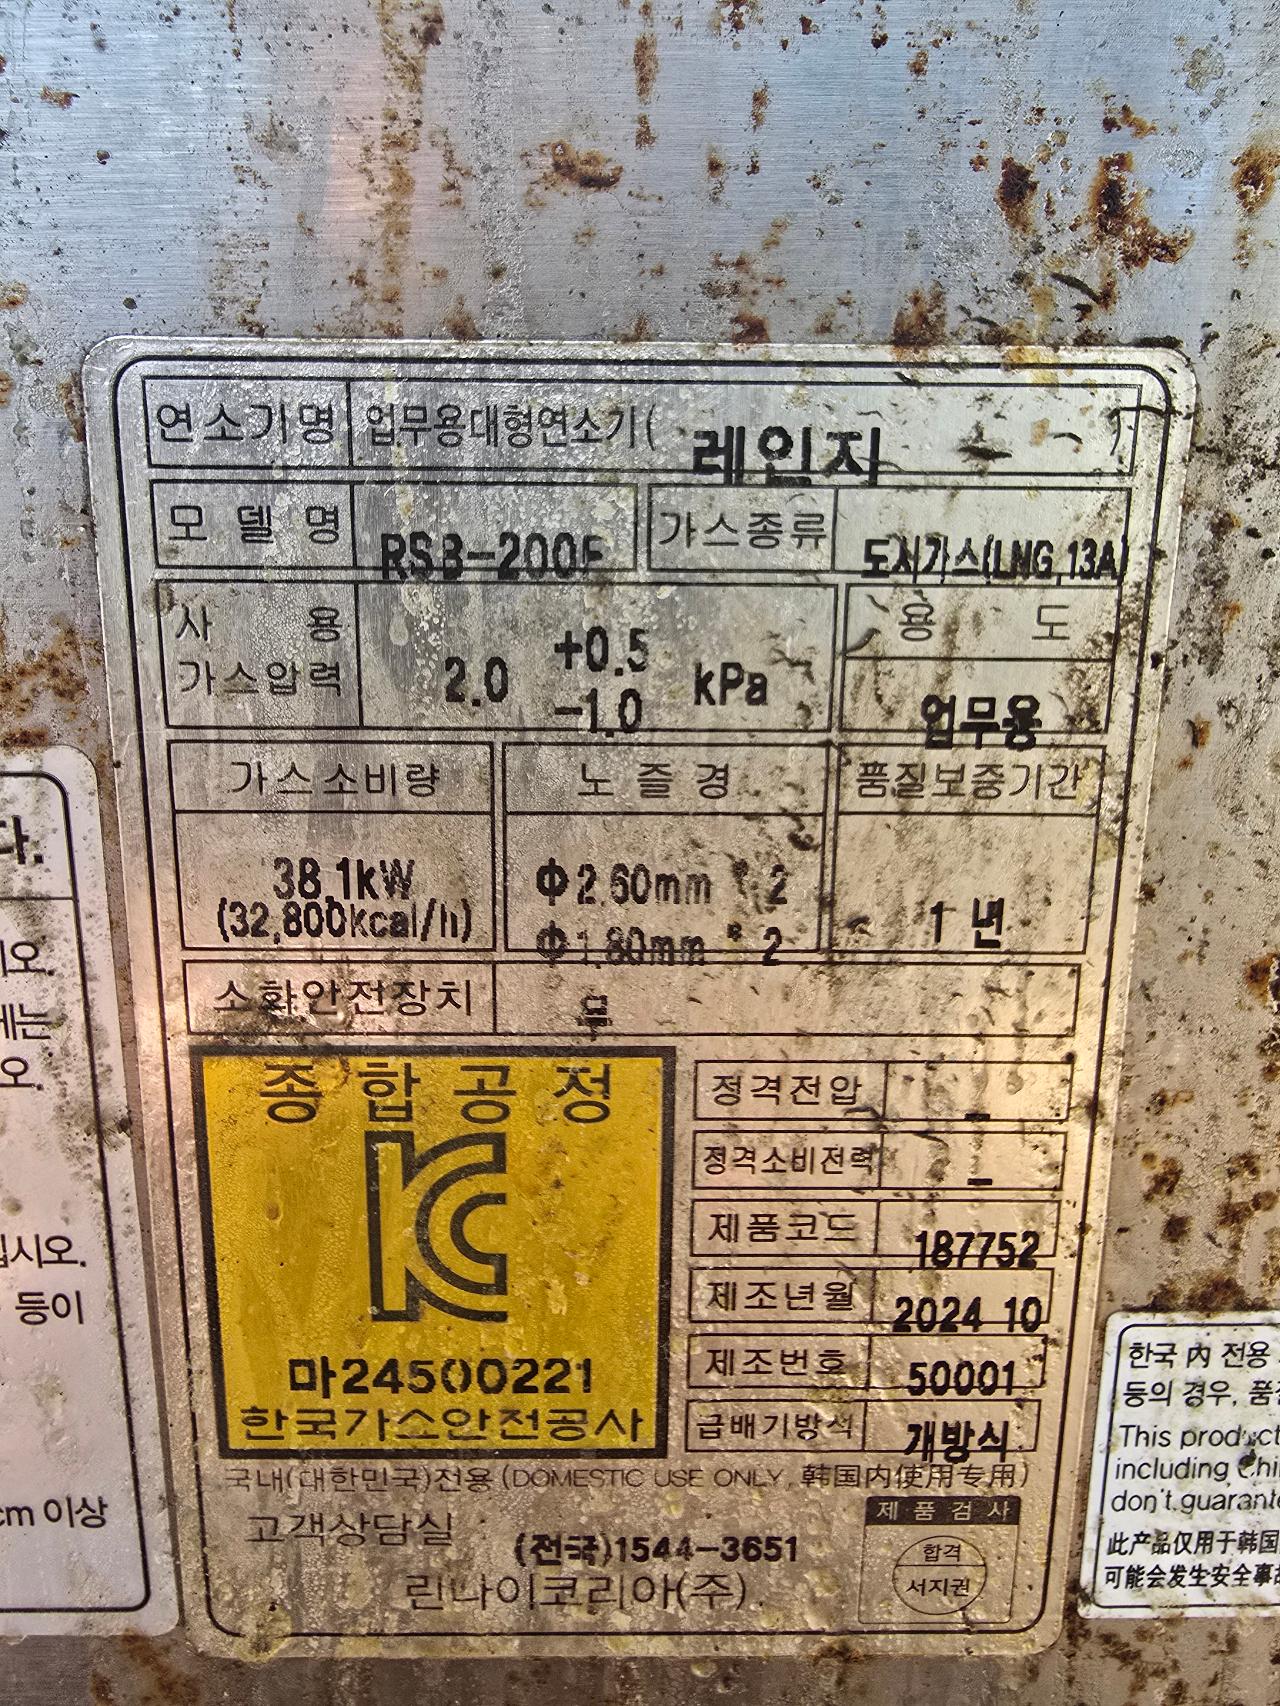 연소기명 업무용대형연소기( 레인지 )
모델명 RSB-200F 가스종류 도시가스(LNG,13A)
사용 가스압력 2.0 +0.5 -1.0 kPa 용도 업무용
가스소비량 노즐경 품질보증기간
38.1kW Φ2.60mm * 2
(32,800kcal/h) Φ1.80mm * 2 1 년
소화안전장치 무
종합공정
KC
마24500221
한국가스안전공사
정격전압 –
정격소비전력 –
제품코드 187752
제조년월 2024.10
제조번호 50001
급배기방식 개방식
국내(대한민국)전용 (DOMESTIC USE ONLY, 韩国内使用专用)
고객상담실 (전국)1544-3651
린나이코리아(주)
제품검사
합격
서지권
다.
오.
에는
오.
십시오.
등이
cm 이상
한국 內 전용
등의 경우, 품질
This product
including Chi
don't guarante
此产品仅用于韩国
可能会发生安全事故